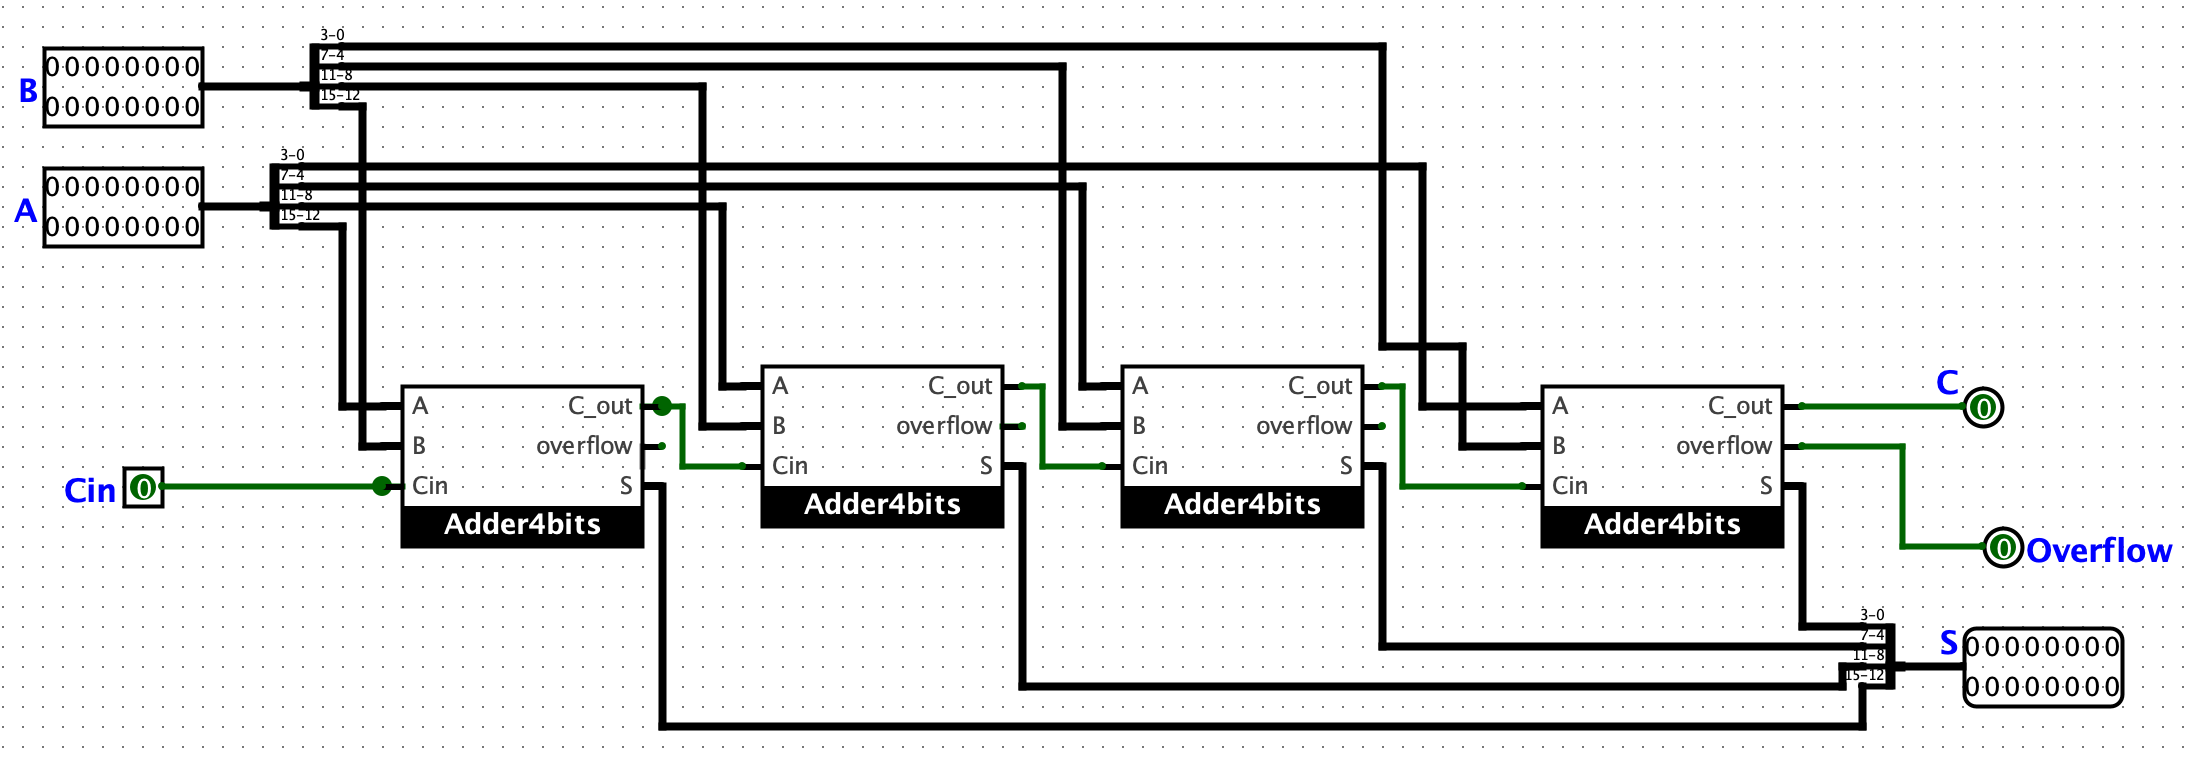 B
00000000
00000000
3-0
7-4
11-8
15-12
A
00000000
00000000
3-0
7-4
11-8
15-12
Cin
0
A
B
Cin
C_out
overflow
S
Adder4bits
A
B
Cin
C_out
overflow
S
Adder4bits
A
B
Cin
C_out
overflow
S
Adder4bits
A
B
Cin
C_out
overflow
S
Adder4bits
C
0
0
Overflow
3-0
7-4
11-8
15-12
S
00000000
00000000